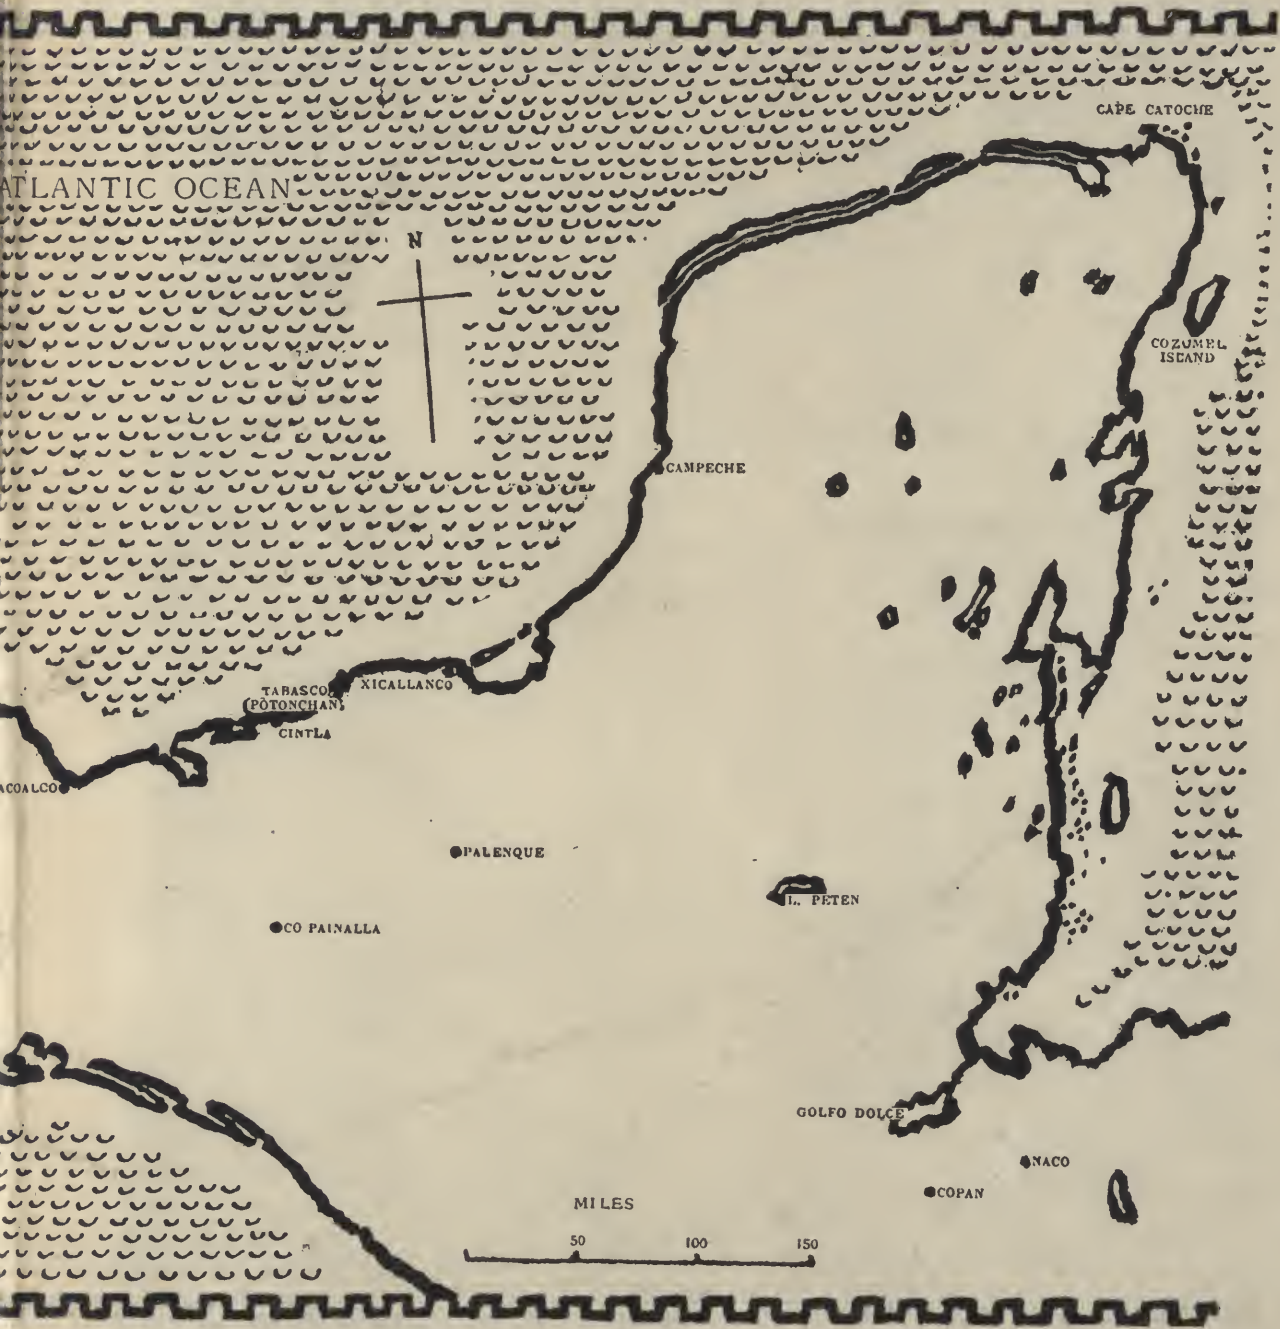 CAPE CATOCHE
ATLANTIC OCEAN
N
COZUMEL
ISLAND
CAMPECHE
TABASCO
(POTONCHAN)
XICALLANCO
CINTLA
ACOALCO
PALENQUE
L. PETEN
CO PAINALLA
GOLFO DOLCE
NACO
COPAN
MILES
50 100 150